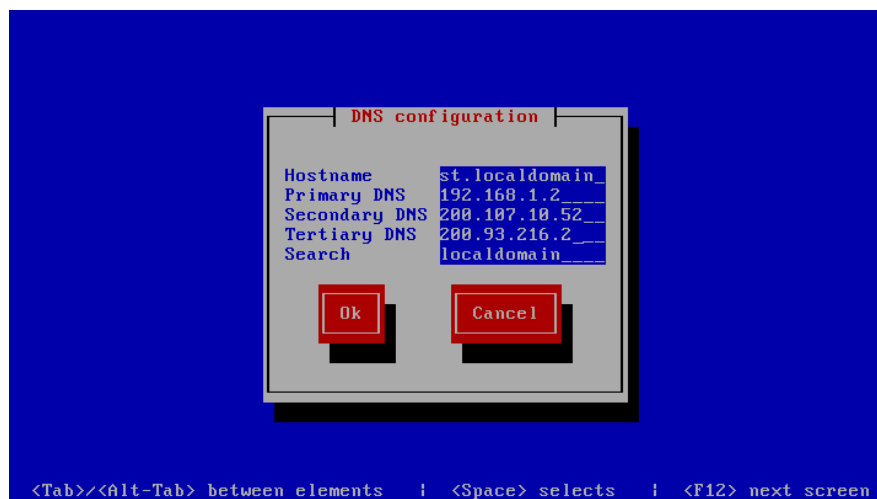 DNS configuration
Hostname st.localdomain_
Primary DNS 192.168.1.2____
Secondary DNS 200.107.10.52__
Tertiary DNS 200.93.216.2___
Search localdomain____
Ok Cancel
<Tab>/<Alt-Tab> between elements | <Space> selects | <F12> next screen